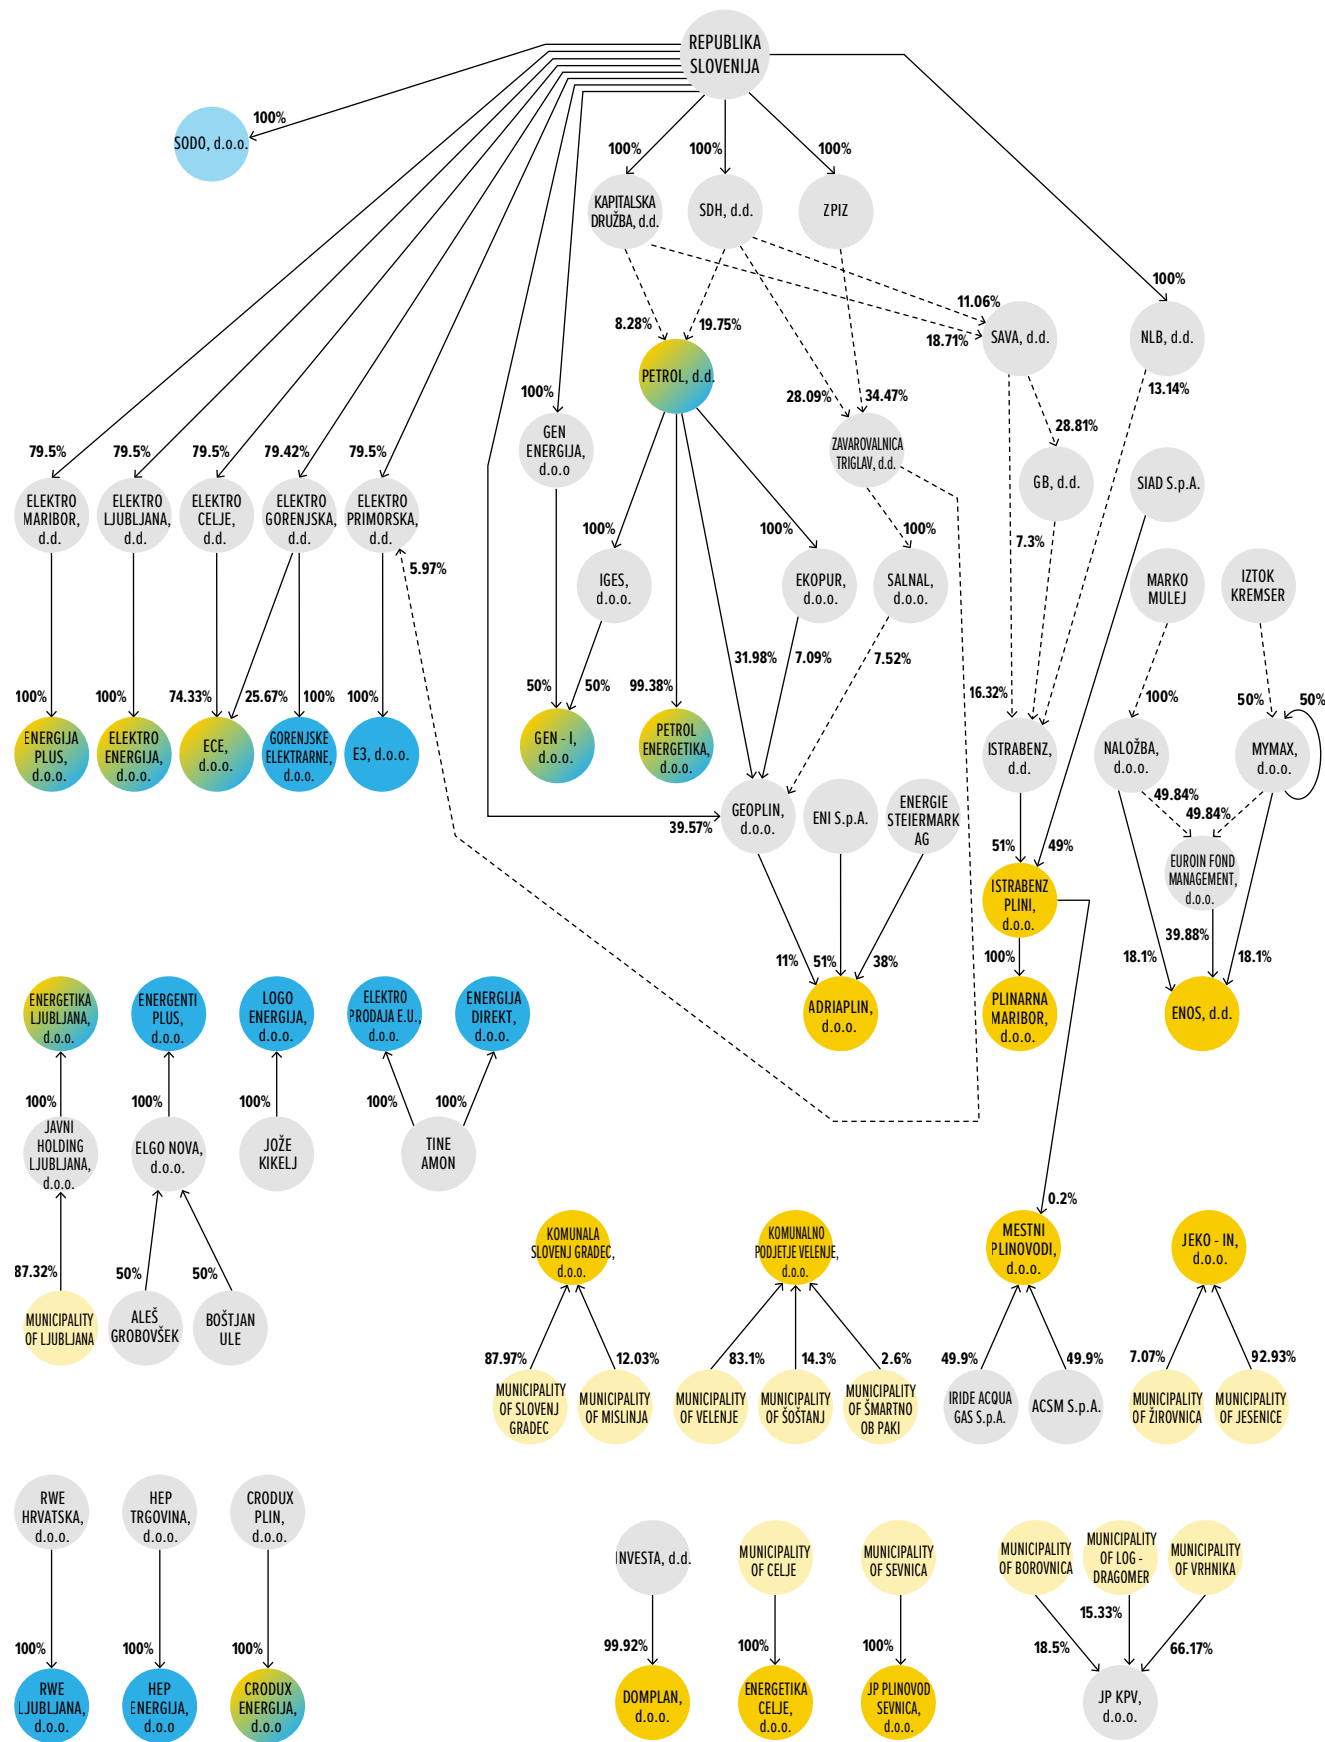 REPUBLIKA
SLOVENIJA
100%
SODO, d.o.o.
100%
100%
100%
KAPITALSKA
DRUŽBA, d.d.
SDH, d.d.
ZPIZ
100%
11.06%
8.28%
19.75%
18.71%
SAVA, d.d.
NLB, d.d.
PETROL, d.d.
100%
28.09%
34.47%
13.14%
28.81%
79.5%
79.5%
79.5%
79.42%
79.5%
GEN
ENERGIJA,
d.o.o
ZAVAROVALNICA
TRIGLAV, d.d.
GB, d.d.
SIAD S.p.A.
ELEKTRO
MARIBOR,
d.d.
ELEKTRO
LJUBLJANA,
d.d.
ELEKTRO
CELJE,
d.d.
ELEKTRO
GORENJSKA,
d.d.
ELEKTRO
PRIMORSKA,
d.d.
5.97%
100%
100%
100%
7.3%
IGES,
d.o.o.
EKOPUR,
d.o.o.
SALNAL,
d.o.o.
MARKO
MULEJ
IZTOK
KREMSER
31.98%
7.09%
7.52%
100%
100%
74.33%
25.67%
100%
100%
50%
50%
99.38%
16.32%
100%
50%
50%
ENERGIJA
PLUS,
d.o.o.
ELEKTRO
ENERGIJA,
d.o.o.
ECE,
d.o.o.
GORENJSKE
ELEKTRARNE,
d.o.o.
E3, d.o.o.
GEN - I,
d.o.o.
PETROL
ENERGETIKA,
d.o.o.
ISTRABENZ,
d.d.
NALOŽBA,
d.o.o.
MYMAX,
d.o.o.
49.84%
49.84%
39.57%
GEOPLIN,
d.o.o.
ENI S.p.A.
ENERGIE
STEIERMARK
AG
51%
49%
EUROIN FOND
MANAGEMENT,
d.o.o.
ISTRABENZ
PLINI,
d.o.o.
39.88%
11%
51%
38%
100%
18.1%
18.1%
ENERGETIKA
LJUBLJANA,
d.o.o.
ENERGENTI
PLUS,
d.o.o.
LOGO
ENERGIJA,
d.o.o.
ELEKTRO
PRODAJA E.U.,
d.o.o.
ENERGIJA
DIREKT,
d.o.o.
ADRIAPLIN,
d.o.o.
PLINARNA
MARIBOR,
d.o.o.
ENOS, d.d.
100%
100%
100%
100%
100%
JAVNI
HOLDING
LJUBLJANA,
d.o.o.
ELGO NOVA,
d.o.o.
JOŽE
KIKELJ
TINE
AMON
0.2%
KOMUNALA
SLOVENJ GRADEC,
d.o.o.
KOMUNALNO
PODJETJE VELENJE,
d.o.o.
MESTNI
PLINOVODI,
d.o.o.
JEKO - IN,
d.o.o.
87.32%
50%
50%
MUNICIPALITY
OF LJUBLJANA
ALEŠ
GROBOVŠEK
BOŠTJAN
ULE
87.97%
12.03%
83.1%
14.3%
2.6%
49.9%
49.9%
7.07%
92.93%
MUNICIPALITY
OF SLOVENJ
GRADEC
MUNICIPALITY
OF MISLINJA
MUNICIPALITY
OF VELENJE
MUNICIPALITY
OF ŠOŠTANJ
MUNICIPALITY
OF ŠMARTNO
OB PAKI
IRIDE ACQUA
GAS S.p.A.
ACSM S.p.A.
MUNICIPALITY
OF ŽIROVNICA
MUNICIPALITY
OF JESENICE
RWE
HRVATSKA,
d.o.o.
HEP
TRGOVINA,
d.o.o.
CRODUX
PLIN,
d.o.o.
INVESTA, d.d.
MUNICIPALITY
OF CELJE
MUNICIPALITY
OF SEVNICA
MUNICIPALITY
OF BOROVNICA
MUNICIPALITY
OF LOG -
DRAGOMER
MUNICIPALITY
OF VRHNIKA
100%
100%
100%
99.92%
100%
100%
18.5%
15.33%
66.17%
RWE
LJUBLJANA,
d.o.o.
HEP
ENERGIJA,
d.o.o
CRODUX
ENERGIJA,
d.o.o
DOMPLAN,
d.o.o.
ENERGETIKA
CELJE,
d.o.o.
JP PLINOVOD
SEVNICA,
d.o.o.
JP KPV,
d.o.o.